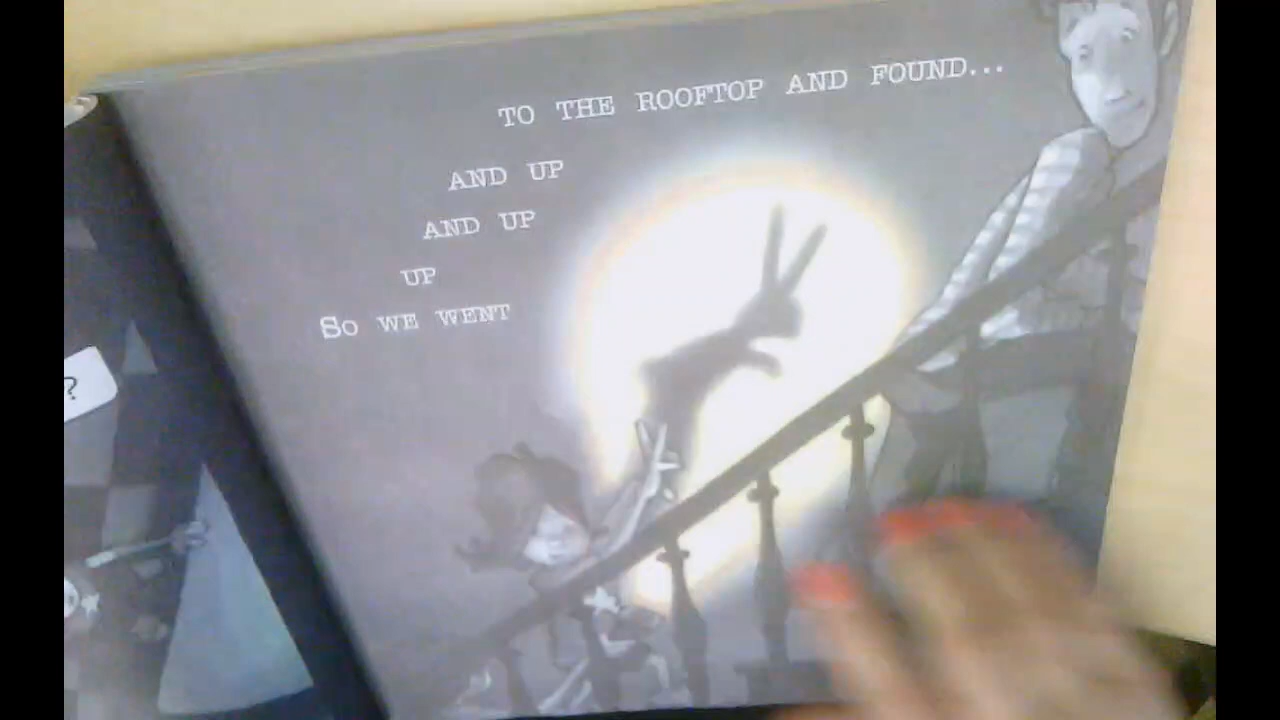 ?
So WE WENT
UP
AND UP
AND UP
TO THE ROOFTOP AND FOUND...